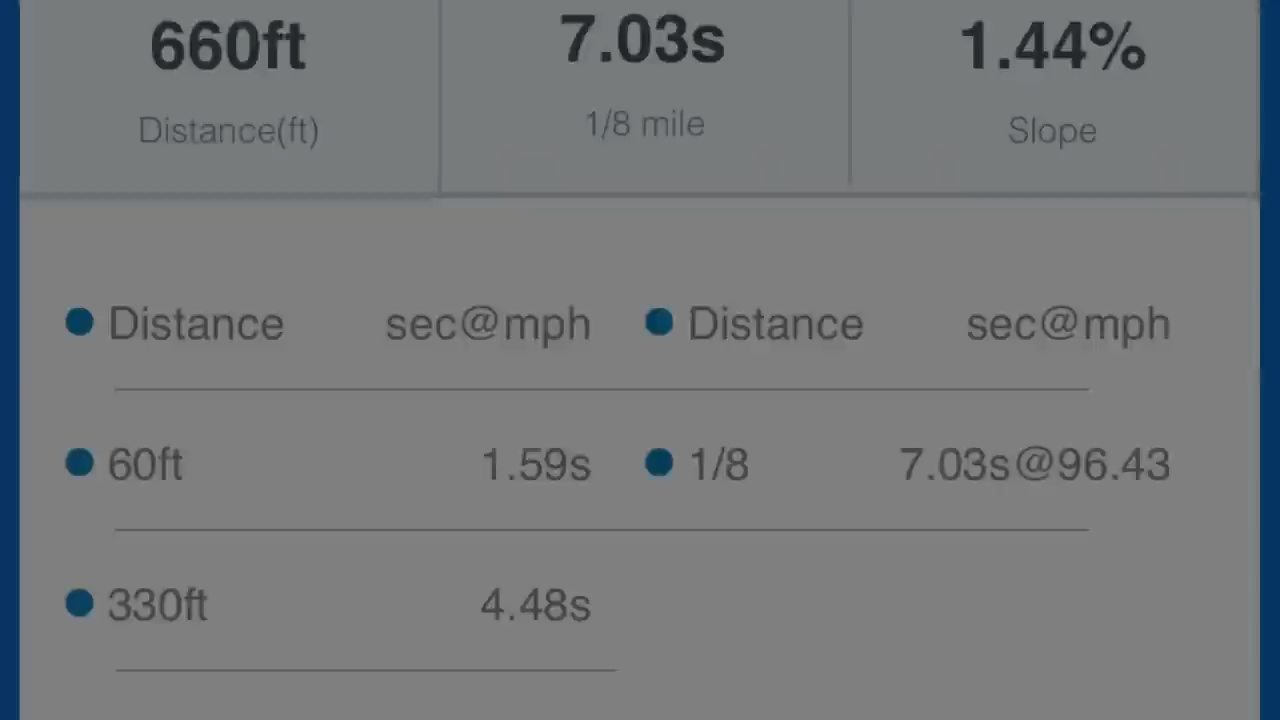 660ft 7.03s 1.44%
Distance(ft) 1/8 mile Slope
Distance sec@mph Distance sec@mph
60ft 1.59s 1/8 7.03s@96.43
330ft 4.48s